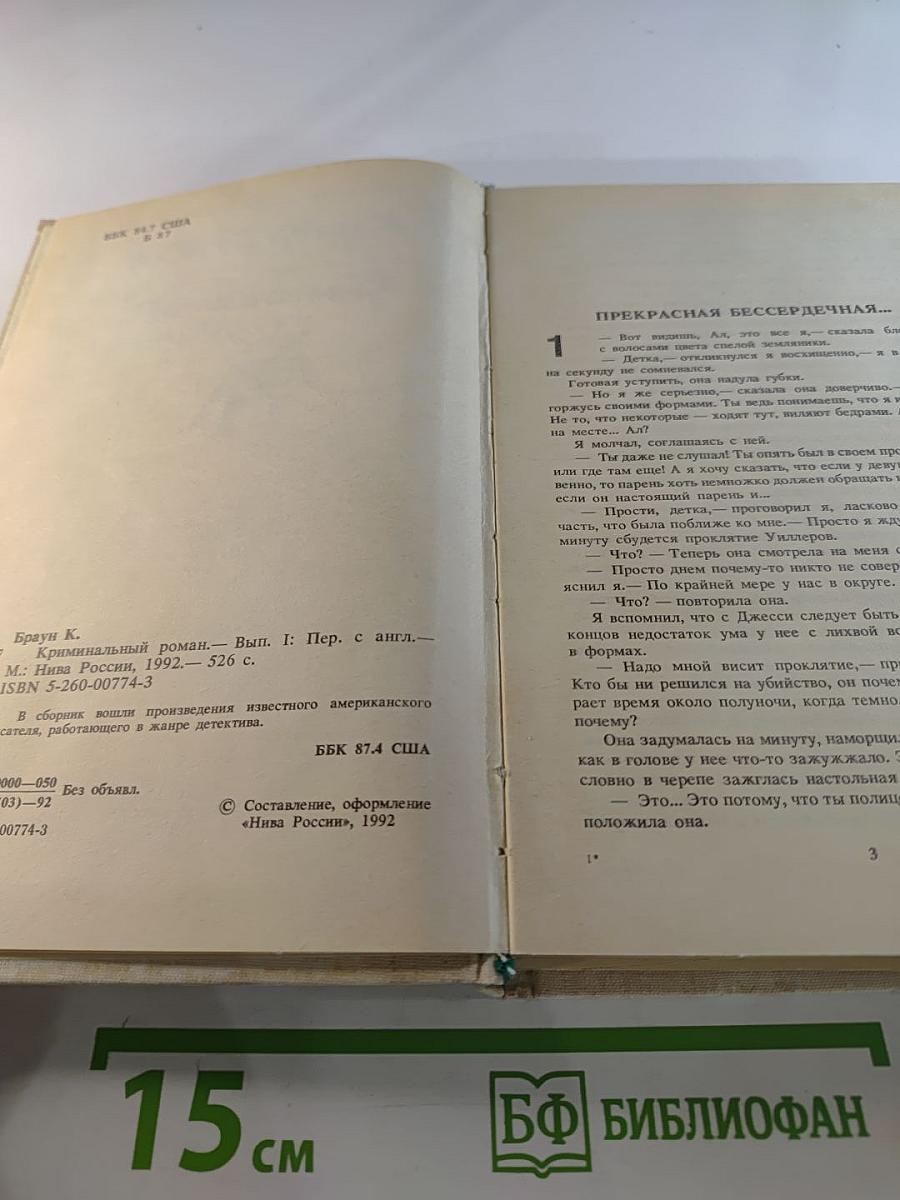 ББК 84.7 США
Б 87
Браун К.
Криминальный роман.— Вып. I: Пер. с англ.—
М.: Нива России, 1992.— 526 с.
ISBN 5-260-00774-3
В сборник вошли произведения известного американского
сателя, работающего в жанре детектива.
ББК 87.4 США
0000—050
(03)—92
Без объявл.
00774-3
© Составление, оформление
«Нива России», 1992
ПРЕКРАСНАЯ БЕССЕРДЕЧНАЯ...
1
— Вот видишь, Ал, это все я,— сказала бл
с волосами цвета спелой земляники.
— Детка,— откликнулся я восхищенно,— я в
на секунду не сомневался.
Готовая уступить, она надула губки.
— Но я же серьезно,— сказала она доверчиво.—
горжусь своими формами. Ты ведь понимаешь, что я
Не то, что некоторые — ходят тут, виляют бедрами.
на месте... Ал?
Я молчал, соглашаясь с ней.
— Ты даже не слушал! Ты опять был в своем про
или где там еще! А я хочу сказать, что если у деву
венно, то парень хоть немножко должен обращать
если он настоящий парень и...
— Прости, детка,— проговорил я, ласково
часть, что была поближе ко мне.— Просто я жду
минуту сбудется проклятие Уиллеров.
— Что? — Теперь она смотрела на меня с
— Просто днем почему-то никто не совер
яснил я.— По крайней мере у нас в округе.
— Что? — повторила она.
Я вспомнил, что с Джесси следует быть
концов недостаток ума у нее с лихвой во
в формах.
— Надо мной висит проклятие,— пр
Кто бы ни решился на убийство, он почем
рает время около полуночи, когда темно.
почему?
Она задумалась на минуту, наморщил
как в голове у нее что-то зажужжало. З
словно в черепе зажглась настольная
— Это... Это потому, что ты полице
положила она.
1*
3
15 см
БФ БИБЛИОФАН